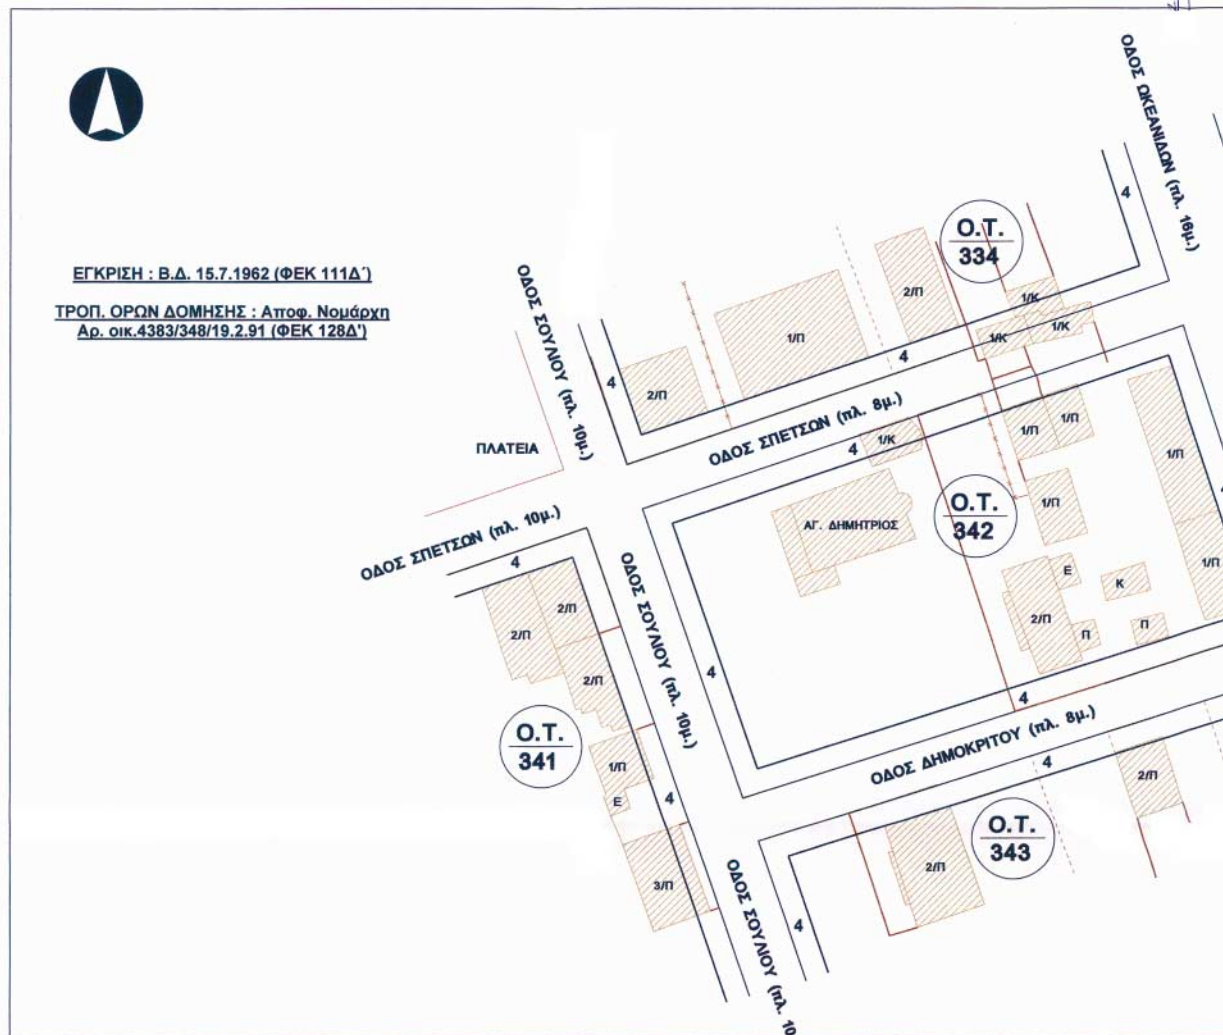 ΟΔΟΣ ΩΚΕΑΝΙΔΩΝ (πλ. 16μ.)
4
Ο.Τ.
334
ΕΓΚΡΙΣΗ : Β.Δ. 15.7.1962 (ΦΕΚ 111Δ΄)
ΤΡΟΠ. ΟΡΩΝ ΔΟΜΗΣΗΣ : Αποφ. Νομάρχη
Αρ. οικ.4383/348/19.2.91 (ΦΕΚ 128Δ')
ΟΔΟΣ ΣΟΥΛΙΟΥ (πλ. 10μ.)
2/Π
1/Κ
1/Π
1/Κ
1/Κ
4
4
2/Π
ΟΔΟΣ ΣΠΕΤΣΩΝ (πλ. 8μ.)
ΠΛΑΤΕΙΑ
1/Κ
4
1/Π
1/Π
1/Π
Ο.Τ.
342
1/Π
ΑΓ. ΔΗΜΗΤΡΙΟΣ
ΟΔΟΣ ΣΠΕΤΣΩΝ (πλ. 10μ.)
4
1/Π
Ε
Κ
2/Π
2/Π
2/Π
Π
Π
ΟΔΟΣ ΣΟΥΛΙΟΥ (πλ. 10μ.)
4
2/Π
4
Ο.Τ.
341
ΟΔΟΣ ΔΗΜΟΚΡΙΤΟΥ (πλ. 8μ.)
4
1/Π
Ε
4
2/Π
Ο.Τ.
343
3/Π
2/Π
4
ΟΔΟΣ ΣΟΥΛΙΟΥ (πλ. 10